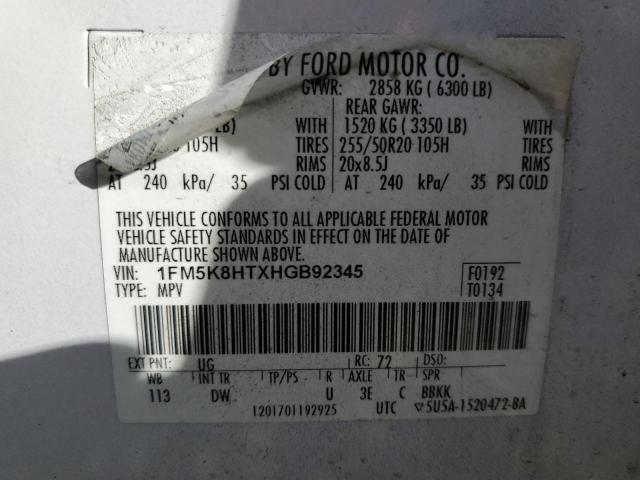 BY FORD MOTOR CO.
GVWR: 2858 KG ( 6300 LB)
REAR GAWR:
LB) WITH 1520 KG ( 3350 LB) WITH
105H TIRES 255/50R20 105H TIRES
RIMS 20x8.5J RIMS
AT 240 kPa/ 35 PSI COLD AT 240 kPa/ 35 PSI COLD
THIS VEHICLE CONFORMS TO ALL APPLICABLE FEDERAL MOTOR
VEHICLE SAFETY STANDARDS IN EFFECT ON THE DATE OF
MANUFACTURE SHOWN ABOVE.
VIN: 1FM5K8HTXHGB92345 F0192
TYPE: MPV T0134
EXT PNT: UG RC: 72 DSO:
WB INT TR TP/PS R AXLE TR SPR
113 DW U 3E C BBKK
1201701192925 UTC ▽5U5A-1520472-BA